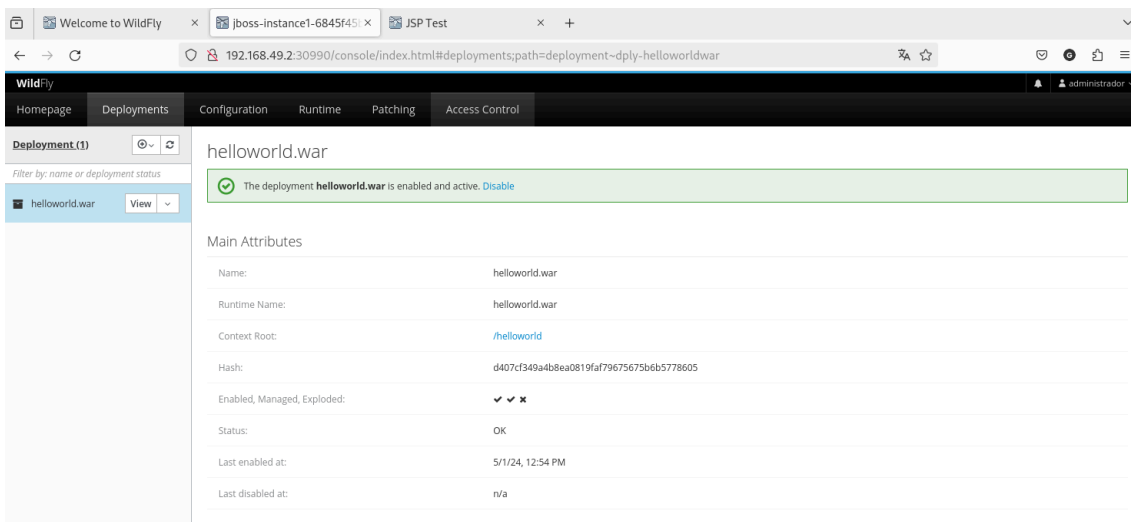 Welcome to WildFly
jboss-instance1-6845f45
JSP Test
192.168.49.2:30990/console/index.html#deployments;path=deployment~dply-helloworldwar
WildFly
administrador
Homepage Deployments Configuration Runtime Patching Access Control
Deployment (1)
Filter by: name or deployment status
helloworld.war View
helloworld.war
The deployment helloworld.war is enabled and active. Disable
Main Attributes
Name: helloworld.war
Runtime Name: helloworld.war
Context Root: /helloworld
Hash: d407cf349a4b8ea0819faf79675675b6b5778605
Enabled, Managed, Exploded:
Status: OK
Last enabled at: 5/1/24, 12:54 PM
Last disabled at: n/a